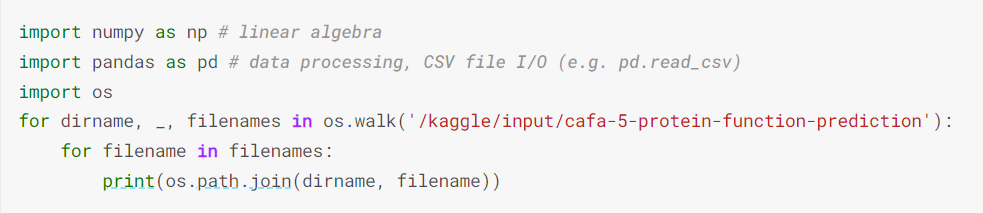 import numpy as np # linear algebra
import pandas as pd # data processing, CSV file I/O (e.g. pd.read_csv)
import os
for dirname, _, filenames in os.walk('/kaggle/input/cafa-5-protein-function-prediction'):
    for filename in filenames:
        print(os.path.join(dirname, filename))